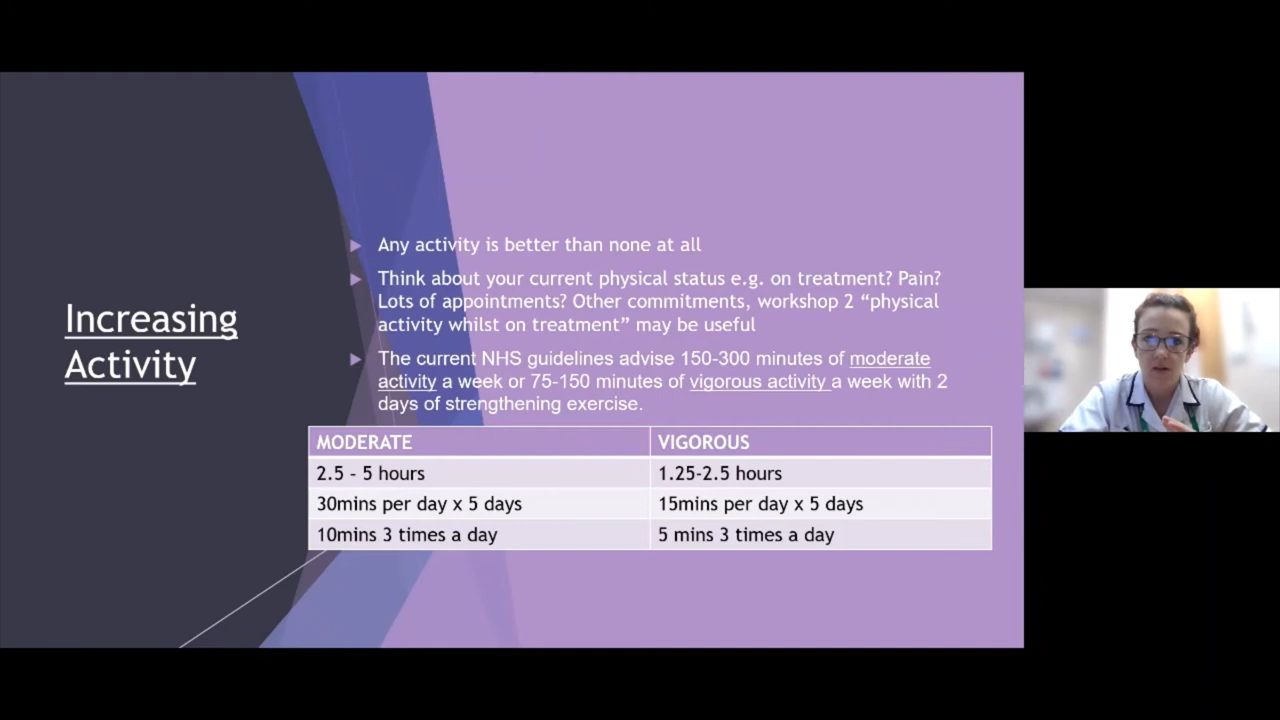 Increasing
Activity
Any activity is better than none at all
Think about your current physical status e.g. on treatment? Pain?
Lots of appointments? Other commitments, workshop 2 “physical
activity whilst on treatment” may be useful
The current NHS guidelines advise 150-300 minutes of moderate
activity a week or 75-150 minutes of vigorous activity a week with 2
days of strengthening exercise.
MODERATE VIGOROUS
2.5 – 5 hours 1.25-2.5 hours
30mins per day x 5 days 15mins per day x 5 days
10mins 3 times a day 5 mins 3 times a day